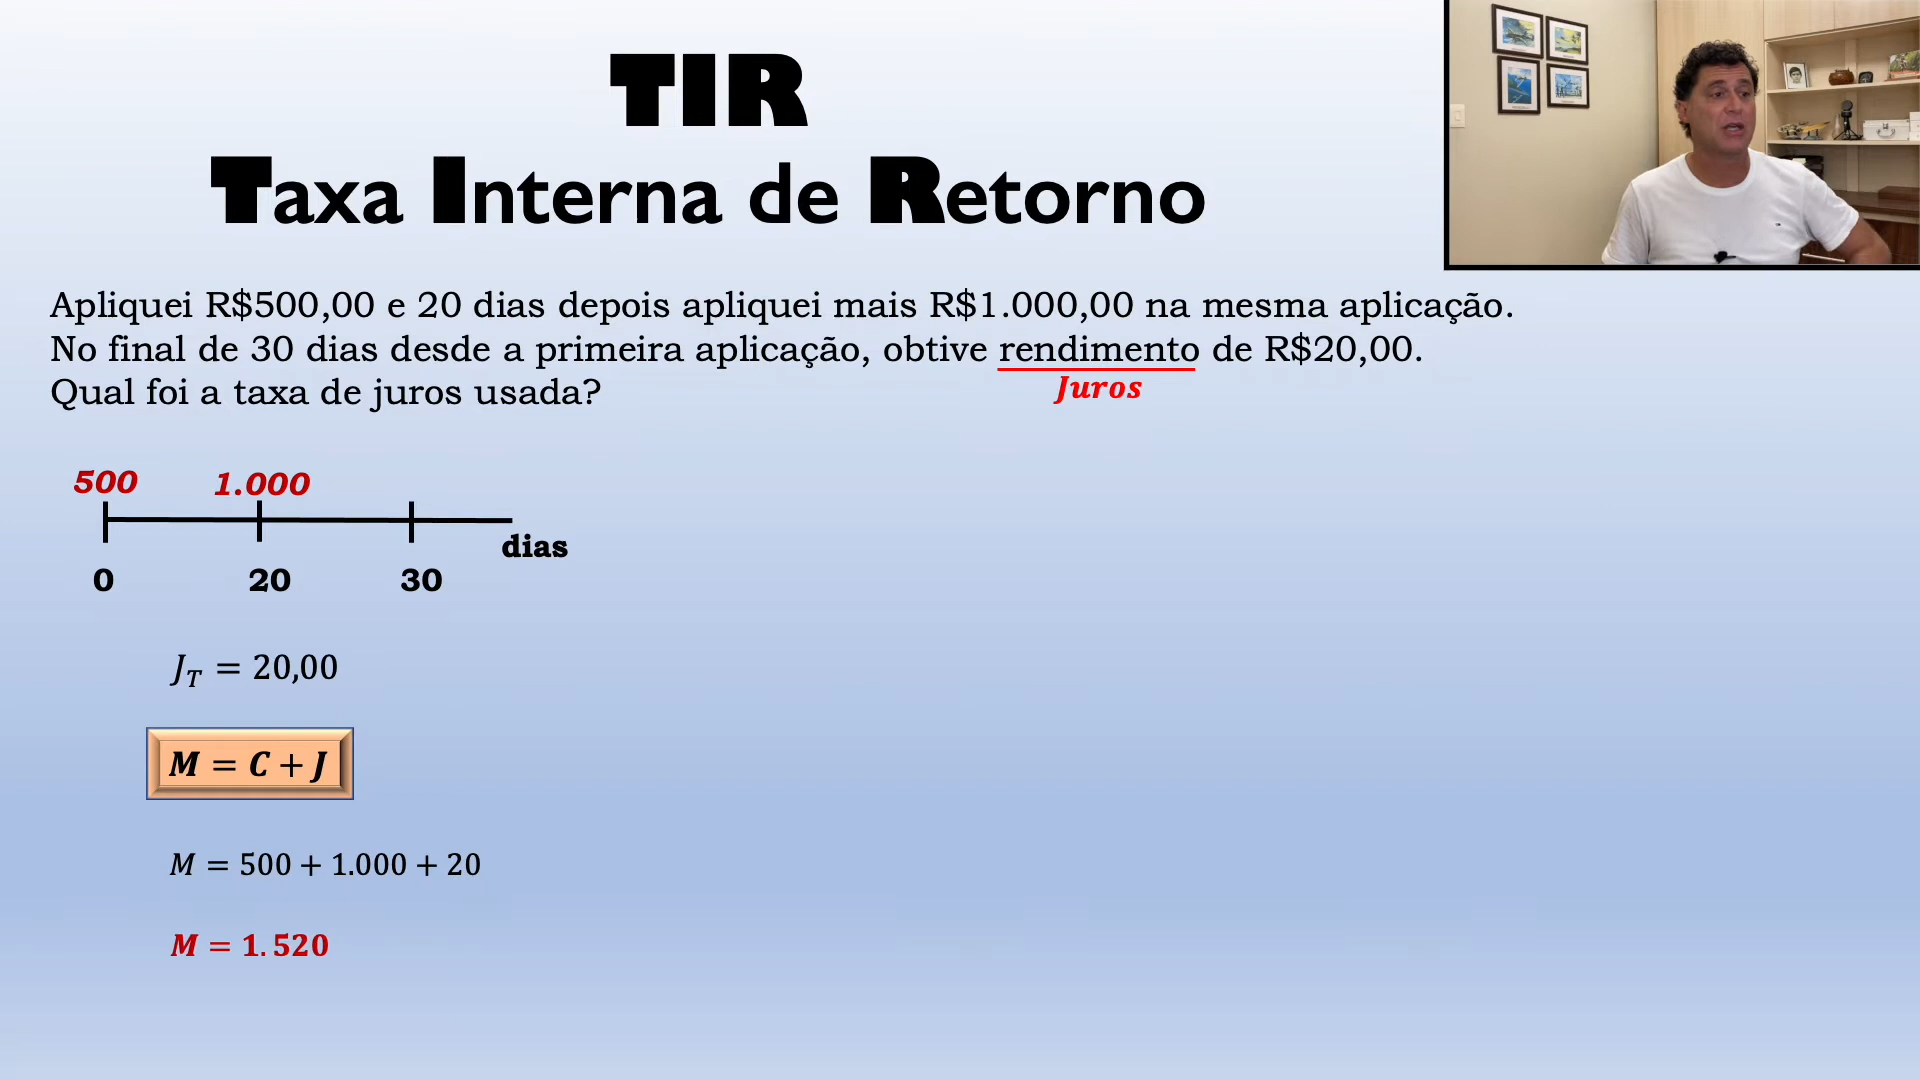 TIR
Taxa Interna de Retorno
Apliquei R$500,00 e 20 dias depois apliquei mais R$1.000,00 na mesma aplicação.
No final de 30 dias desde a primeira aplicação, obtive rendimento de R$20,00.
Juros
Qual foi a taxa de juros usada?
500 1.000
dias
0 20 30
J_T = 20,00
M = C + J
M = 500 + 1.000 + 20
M = 1.520